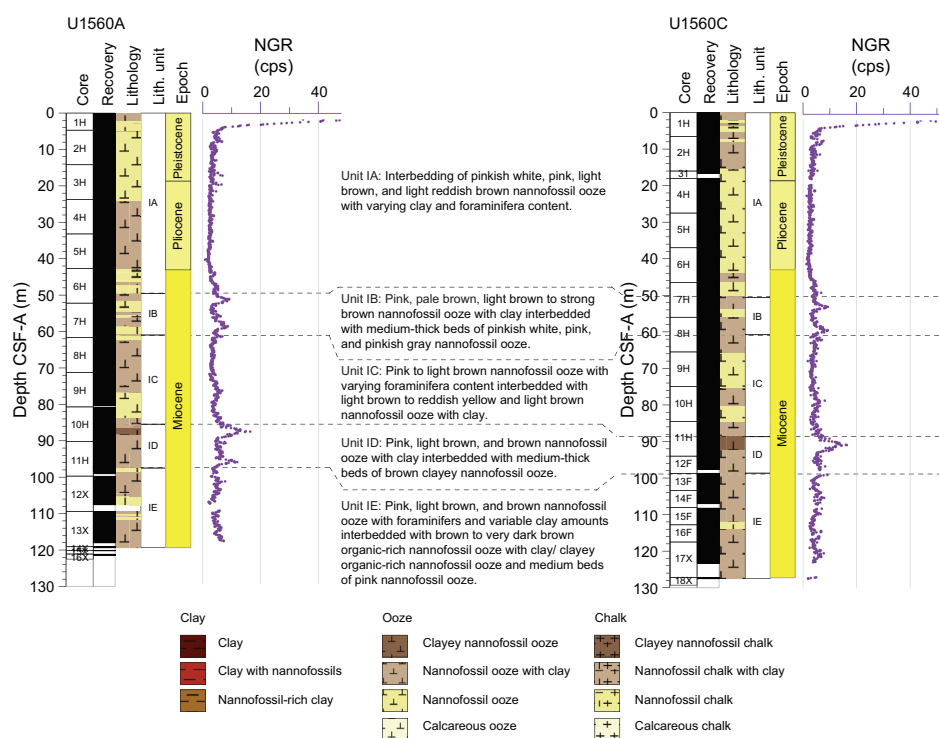 U1560A
U1560C
Core
Recovery
Lithology
Lith. unit
Epoch
NGR
(cps)
0 20 40
Core
Recovery
Lithology
Lith. unit
Epoch
NGR
(cps)
0 20 40
Depth CSF-A (m)
0
10
20
30
40
50
60
70
80
90
100
110
120
130
1H
2H
3H
4H
5H
6H
7H
8H
9H
10H
11H
12X
13X
16X
IA
IB
IC
ID
IE
Pleistocene
Pliocene
Miocene
Unit IA: Interbedding of pinkish white, pink, light
brown, and light reddish brown nannofossil ooze
with varying clay and foraminifera content.
Unit IB: Pink, pale brown, light brown to strong
brown nannofossil ooze with clay interbedded
with medium-thick beds of pinkish white, pink,
and pinkish gray nannofossil ooze.
Unit IC: Pink to light brown nannofossil ooze with
varying foraminifera content interbedded with
light brown to reddish yellow and light brown
nannofossil ooze with clay.
Unit ID: Pink, light brown, and brown nannofossil
ooze with clay interbedded with medium-thick
beds of brown clayey nannofossil ooze.
Unit IE: Pink, light brown, and brown nannofossil
ooze with foraminifers and variable clay amounts
interbedded with brown to very dark brown
organic-rich nannofossil ooze with clay/ clayey
organic-rich nannofossil ooze and medium beds
of pink nannofossil ooze.
Depth CSF-A (m)
0
10
20
30
40
50
60
70
80
90
100
110
120
130
1H
2H
31
4H
5H
6H
7H
8H
9H
10H
11H
12F
13F
14F
15F
16F
17X
18X
IA
IB
IC
ID
IE
Pleistocene
Pliocene
Miocene
Clay
Clay
Clay with nannofossils
Nannofossil-rich clay
Ooze
Clayey nannofossil ooze
Nannofossil ooze with clay
Nannofossil ooze
Calcareous ooze
Chalk
Clayey nannofossil chalk
Nannofossil chalk with clay
Nannofossil chalk
Calcareous chalk